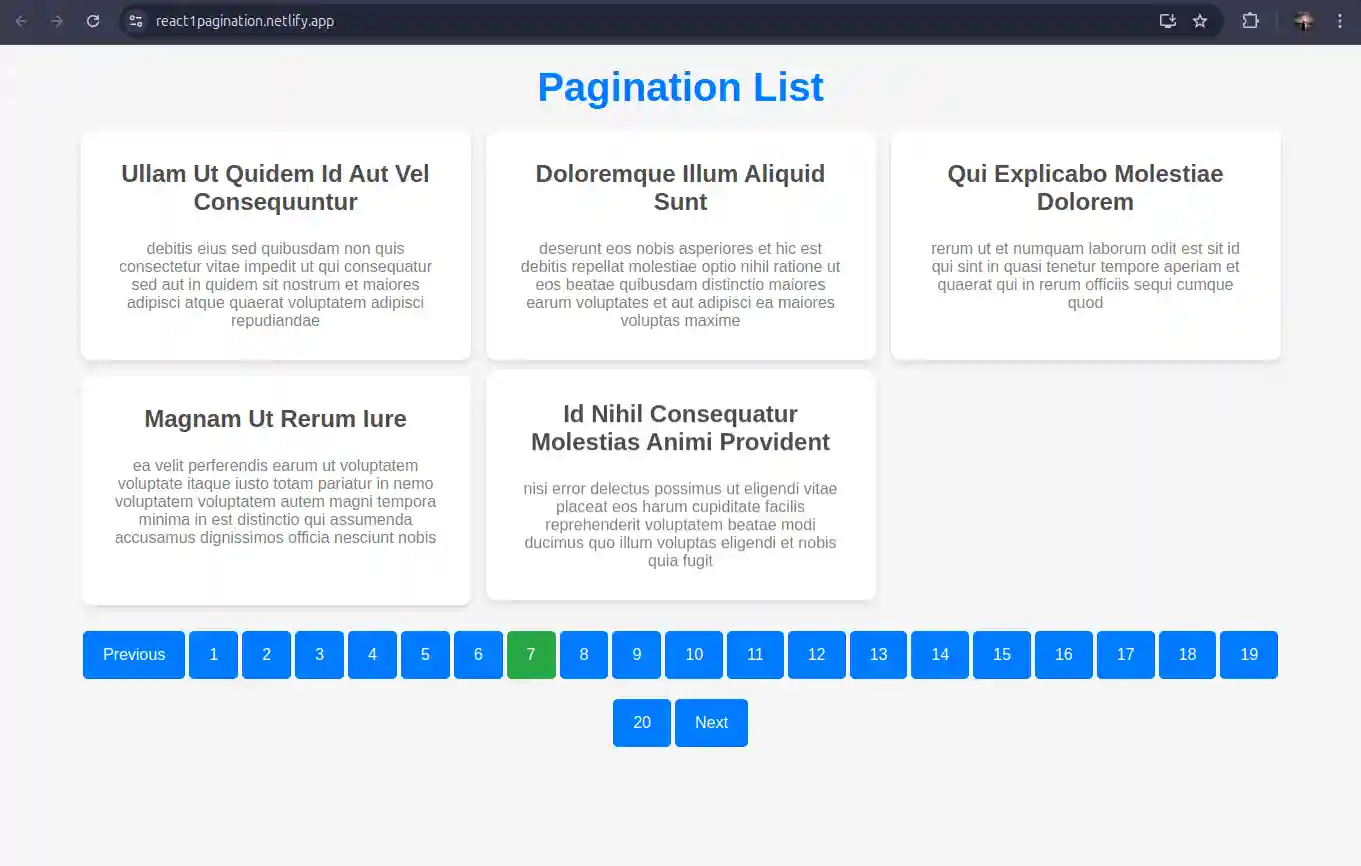 react1pagination.netlify.app
Pagination List
Ullam Ut Quidem Id Aut Vel
Consequuntur
debitis eius sed quibusdam non quis
consectetur vitae impedit ut qui consequatur
sed aut in quidem sit nostrum et maiores
adipisci atque quaerat voluptatem adipisci
repudiandae
Doloremque Illum Aliquid
Sunt
deserunt eos nobis asperiores et hic est
debitis repellat molestiae optio nihil ratione ut
eos beatae quibusdam distinctio maiores
earum voluptates et aut adipisci ea maiores
voluptas maxime
Qui Explicabo Molestiae
Dolorem
rerum ut et numquam laborum odit est sit id
qui sint in quasi tenetur tempore aperiam et
quaerat qui in rerum officiis sequi cumque
quod
Magnam Ut Rerum Iure
ea velit perferendis earum ut voluptatem
voluptate itaque iusto totam pariatur in nemo
voluptatem voluptatem autem magni tempora
minima in est distinctio qui assumenda
accusamus dignissimos officia nesciunt nobis
Id Nihil Consequatur
Molestias Animi Provident
nisi error delectus possimus ut eligendi vitae
placeat eos harum cupiditate facilis
reprehenderit voluptatem beatae modi
ducimus quo illum voluptas eligendi et nobis
quia fugit
Previous 1 2 3 4 5 6 7 8 9 10 11 12 13 14 15 16 17 18 19
20 Next